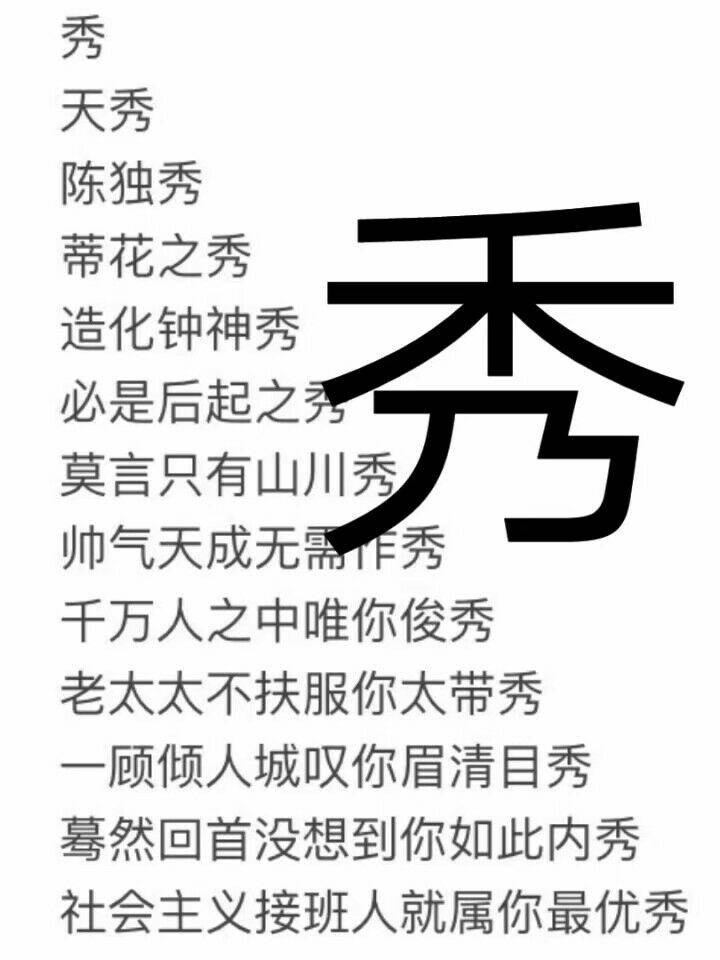 秀
天秀
陈独秀
蒂花之秀
造化钟神秀
必是后起之秀
莫言只有山川秀
帅气天成无需作秀
千万人之中唯你俊秀
老太太不扶服你太带秀
一顾倾人城叹你眉清目秀
蓦然回首没想到你如此内秀
社会主义接班人就属你最优秀
秀